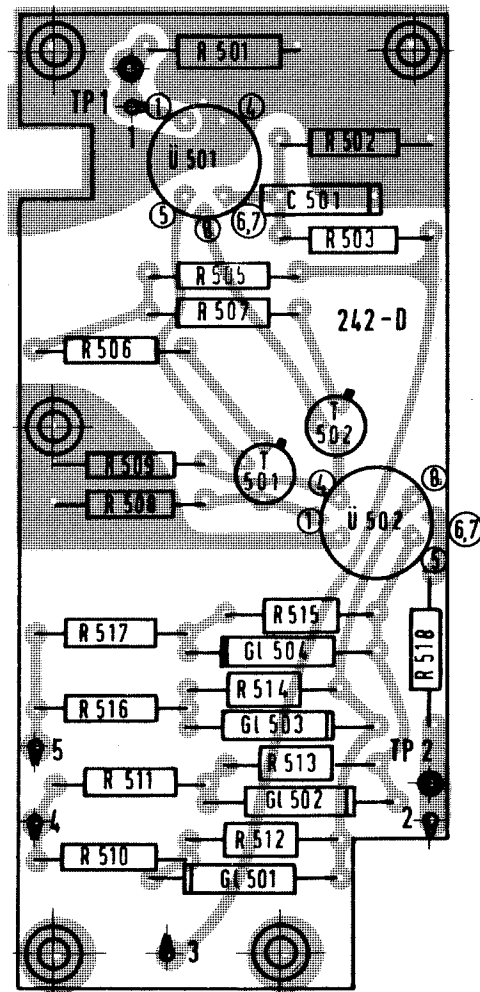 R 501
TP1
1
4
1
Ü 501
R 502
5
8
6,7
C 501
R 503
R 505
R 507
242-D
R 506
T
502
R 509
T
501
4
8
R 508
1
Ü 502
6,7
5
R 515
R 517
Gl 504
R 518
R 514
R 516
Gl 503
5
TP 2
R 513
R 511
Gl 502
4
2
R 512
R 510
Gl 501
3